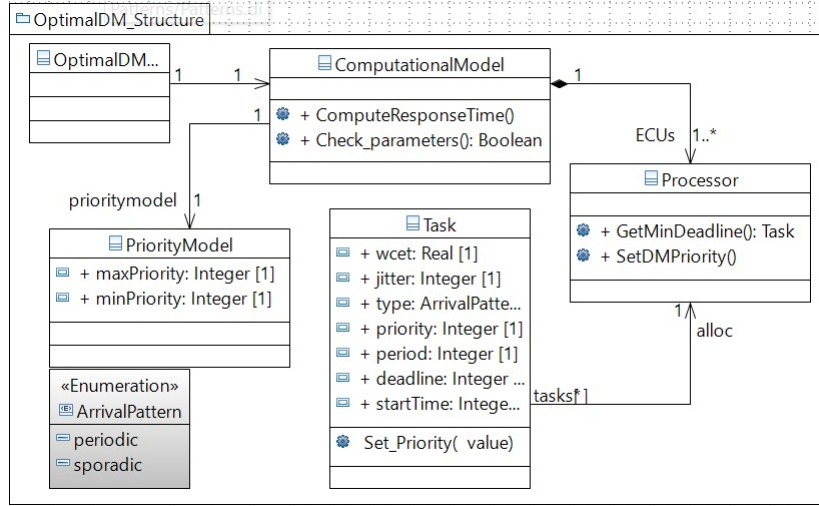 OptimalDM_Structure
OptimalDM...
1
1
ComputationalModel
+ ComputeResponseTime()
+ Check_parameters(): Boolean
1
1
ECUs
1..*
Processor
+ GetMinDeadline(): Task
+ SetDMPriority()
prioritymodel
1
PriorityModel
+ maxPriority: Integer [1]
+ minPriority: Integer [1]
Task
+ wcet: Real [1]
+ jitter: Integer [1]
+ type: ArrivalPatte...
+ priority: Integer [1]
+ period: Integer [1]
+ deadline: Integer ...
+ startTime: Intege...
Set_Priority( value)
1
alloc
tasks[*]
«Enumeration»
ArrivalPattern
periodic
sporadic